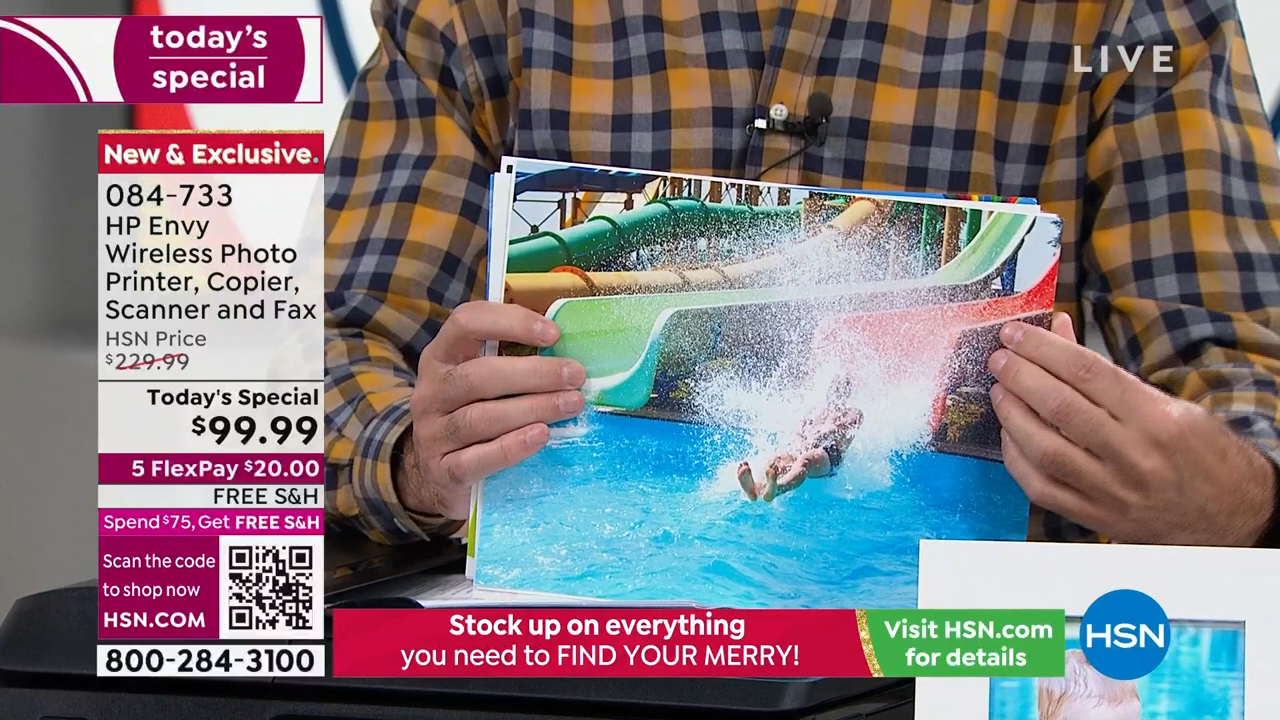 today's
special
LIVE
New & Exclusive.
084-733
HP Envy
Wireless Photo
Printer, Copier,
Scanner and Fax
HSN Price
$229.99
Today's Special
$99.99
5 FlexPay $20.00
FREE S&H
Spend $75, Get FREE S&H
Scan the code
to shop now
HSN.COM
800-284-3100
Stock up on everything
you need to FIND YOUR MERRY!
Visit HSN.com
for details
HSN